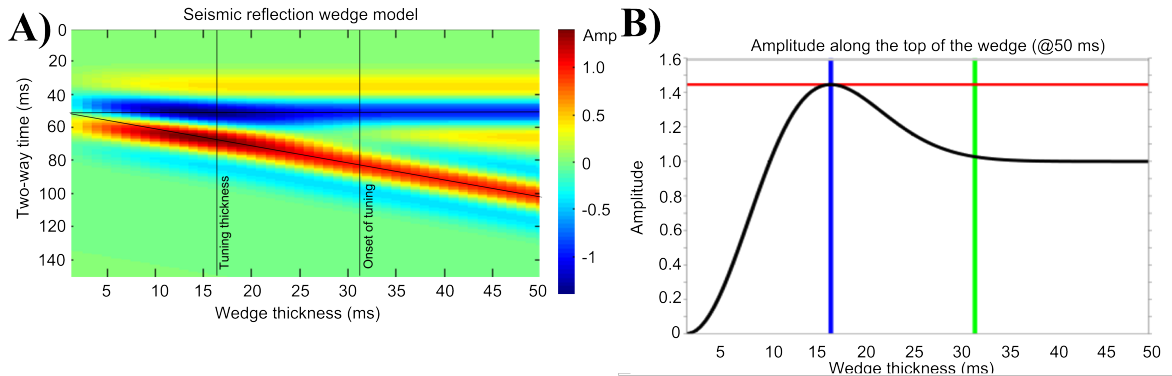 A)
Seismic reflection wedge model
Amp
0
20
40
60
80
100
120
140
Two-way time (ms)
Tuning thickness
Onset of tuning
5 10 15 20 25 30 35 40 45 50
Wedge thickness (ms)
1.0
0.5
0
-0.5
-1
B)
Amplitude along the top of the wedge (@50 ms)
1.6
1.4
1.2
1.0
0.8
0.6
0.4
0.2
0
Amplitude
5 10 15 20 25 30 35 40 45 50
Wedge thickness (ms)